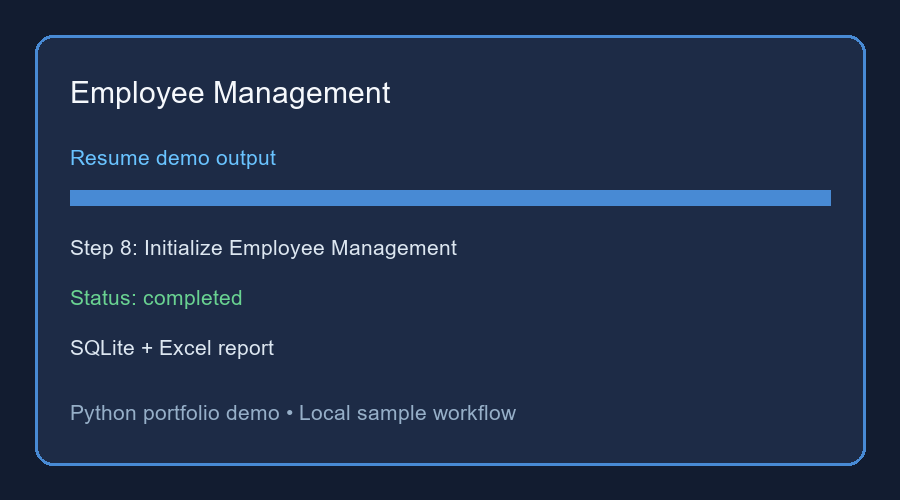 Employee Management
Resume demo output
Step 8: Initialize Employee Management
Status: completed
SQLite + Excel report
Python portfolio demo • Local sample workflow